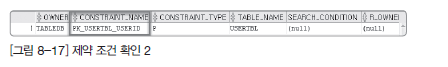 OWNER CONSTRAINT_NAME CONSTRAINT_TYPE TABLE_NAME SEARCH_CONDITION R_OWNER
1 TABLEDB PK_USERTBL_USERID P USERTBL (null) (null)
[그림 8-17] 제약 조건 확인 2